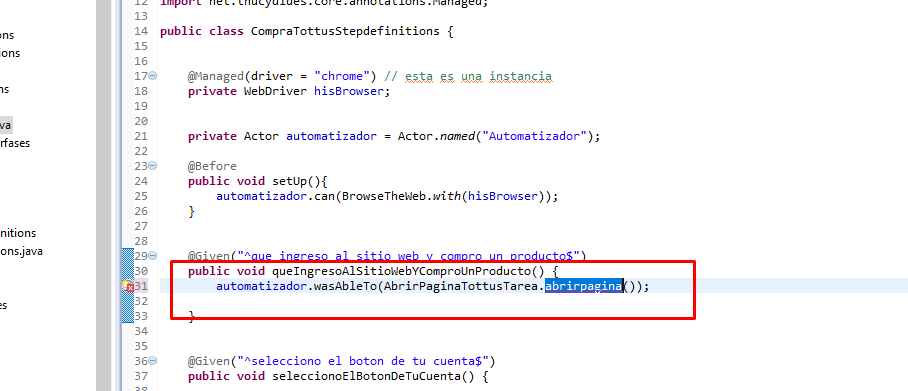 12 import net.thucydides.core.annotations.Managed;
ons
13
ions
14 public class CompraTottusStepdefinitions {
15
16
ns
17 @Managed(driver = "chrome") // esta es una instancia
18 private WebDriver hisBrowser;
19
va
20
rfases
21 private Actor automatizador = Actor.named("Automatizador");
22
23 @Before
24 public void setUp(){
25 automatizador.can(BrowseTheWeb.with(hisBrowser));
26 }
27
nitions
28
ons.java
29 @Given("^que ingreso al sitio web y compro un producto$")
30 public void queIngresoAlSitioWebYComproUnProducto() {
31 automatizador.wasAbleTo(AbrirPaginaTottusTarea.abrirpagina());
es
32
33 }
34
35
36 @Given("^selecciono el boton de tu cuenta$")
37 public void seleccionoElBotonDeTuCuenta() {
38